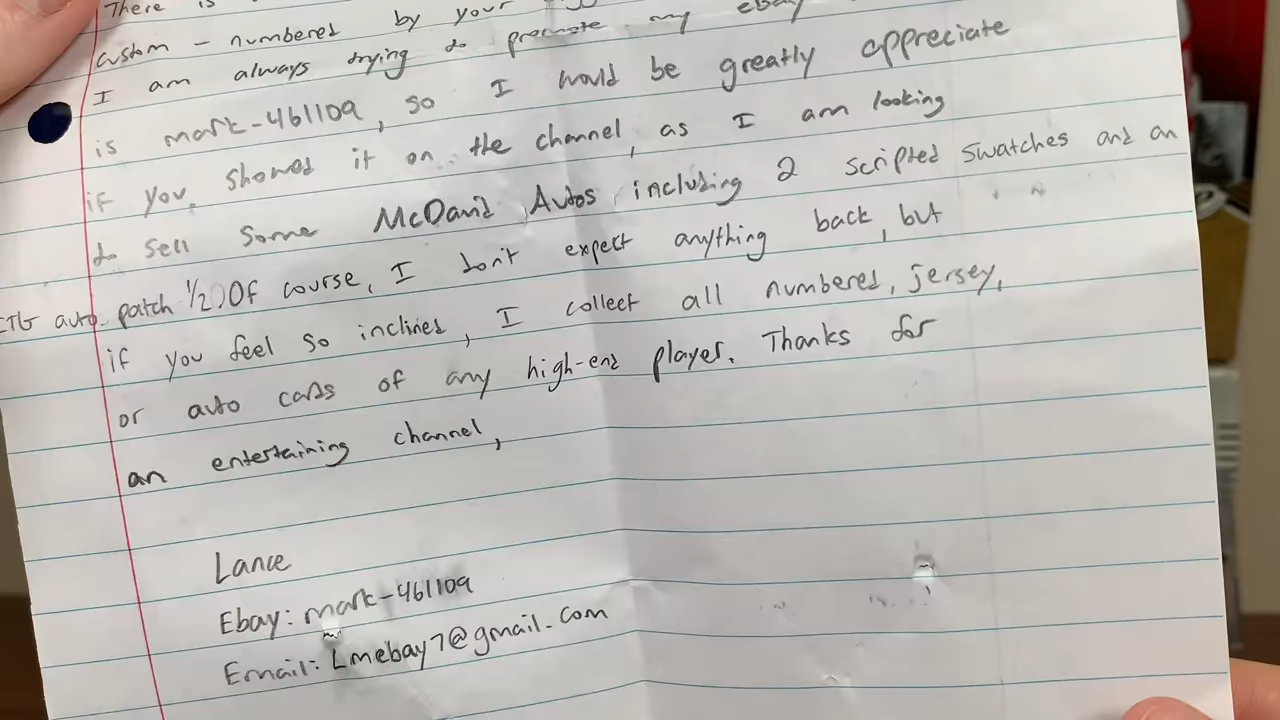 There is
custom - numbered by your
I am always trying to promote my ebay
is mark-461109, so I would be greatly appreciate
if you showed it on the channel, as I am looking
to sell some McDavid Autos including 2 scripted swatches and an
ITG auto patch 1/2) Of course, I don't expect anything back, but
if you feel so inclined, I collect all numbered, jersey,
or auto cards of any high-end player. Thanks for
an entertaining channel,
Lance
Ebay: mark-461109
Email: Lmebay7@gmail.com